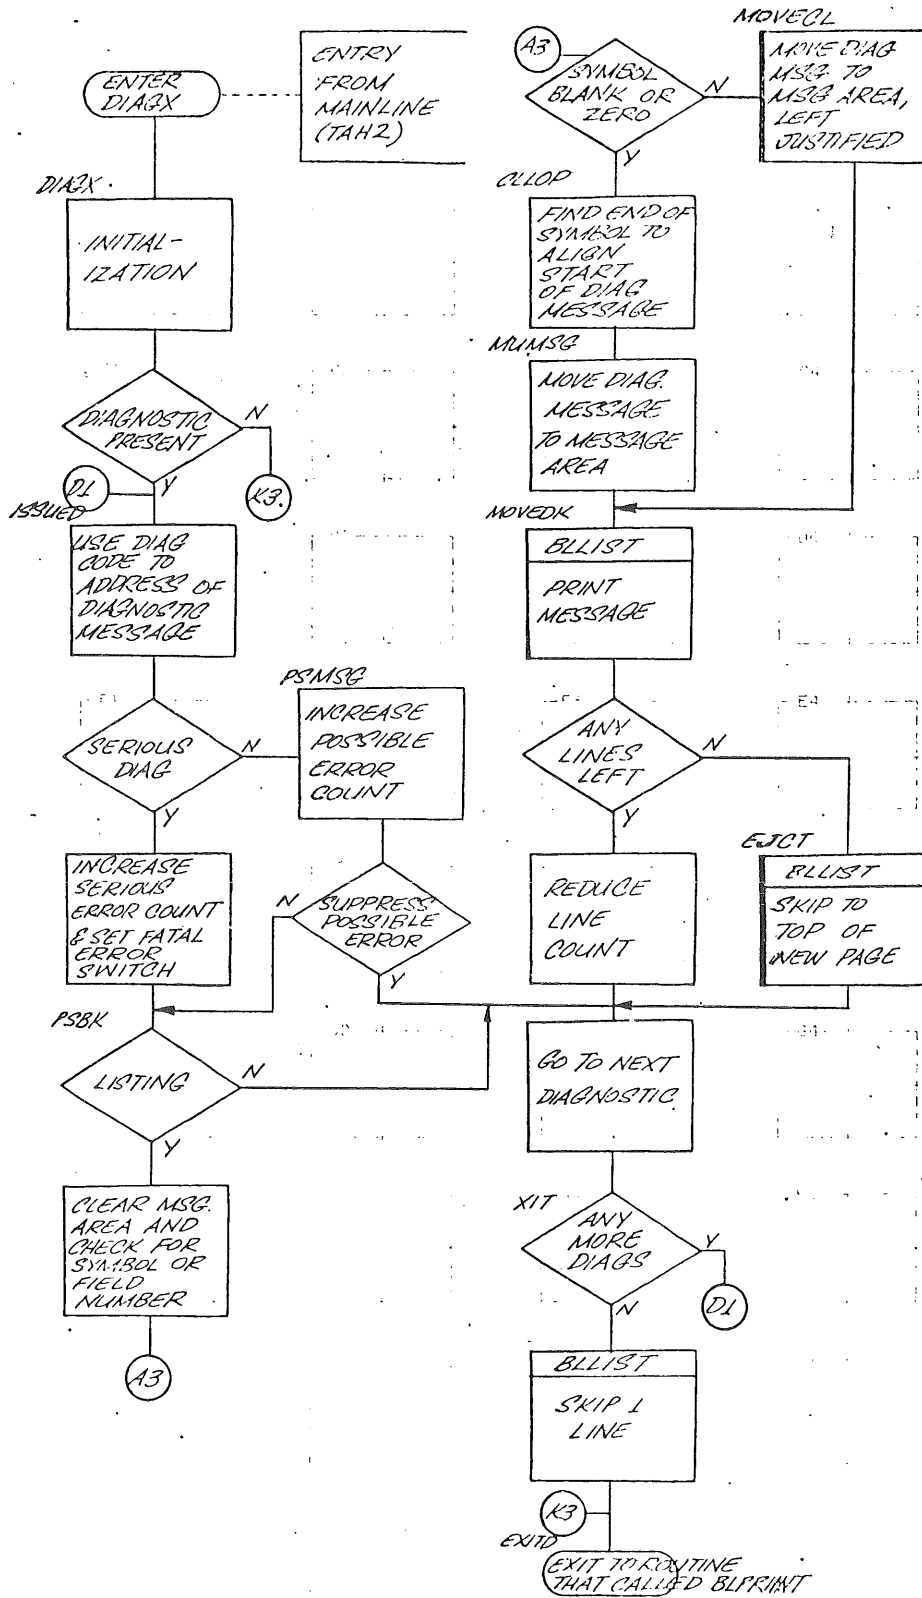 ENTER
DIAGX
ENTRY
FROM
MAINLINE
(TAH2)
DIAGX
INITIAL-
IZATION
DIAGNOSTIC
PRESENT
N
Y
D1
K3
ISSUED
USE DIAG
CODE TO
ADDRESS OF
DIAGNOSTIC
MESSAGE
SERIOUS
DIAG
N
Y
PSMSG
INCREASE
POSSIBLE
ERROR
COUNT
INCREASE
SERIOUS
ERROR COUNT
& SET FATAL
ERROR
SWITCH
N
SUPPRESS
POSSIBLE
ERROR
Y
PSBK
LISTING
N
Y
CLEAR MSG.
AREA AND
CHECK FOR
SYMBOL OR
FIELD
NUMBER
A3
A3
SYMBOL
BLANK OR
ZERO
N
Y
MOVECL
MOVE DIAG
MSG TO
MSG AREA,
LEFT
JUSTIFIED
CLLOP
FIND END OF
SYMBOL TO
ALIGN
START
OF DIAG
MESSAGE
MUMSG
MOVE DIAG.
MESSAGE
TO MESSAGE
AREA
MOVEDK
BLLIST
PRINT
MESSAGE
E4
ANY
LINES
LEFT
N
Y
REDUCE
LINE
COUNT
EJCT
BLLIST
SKIP TO
TOP OF
NEW PAGE
GO TO NEXT
DIAGNOSTIC
G4
XIT
ANY
MORE
DIAGS
Y
N
D1
BLLIST
SKIP 1
LINE
K3
EXITD
EXIT TO ROUTINE
THAT CALLED BLPRINT